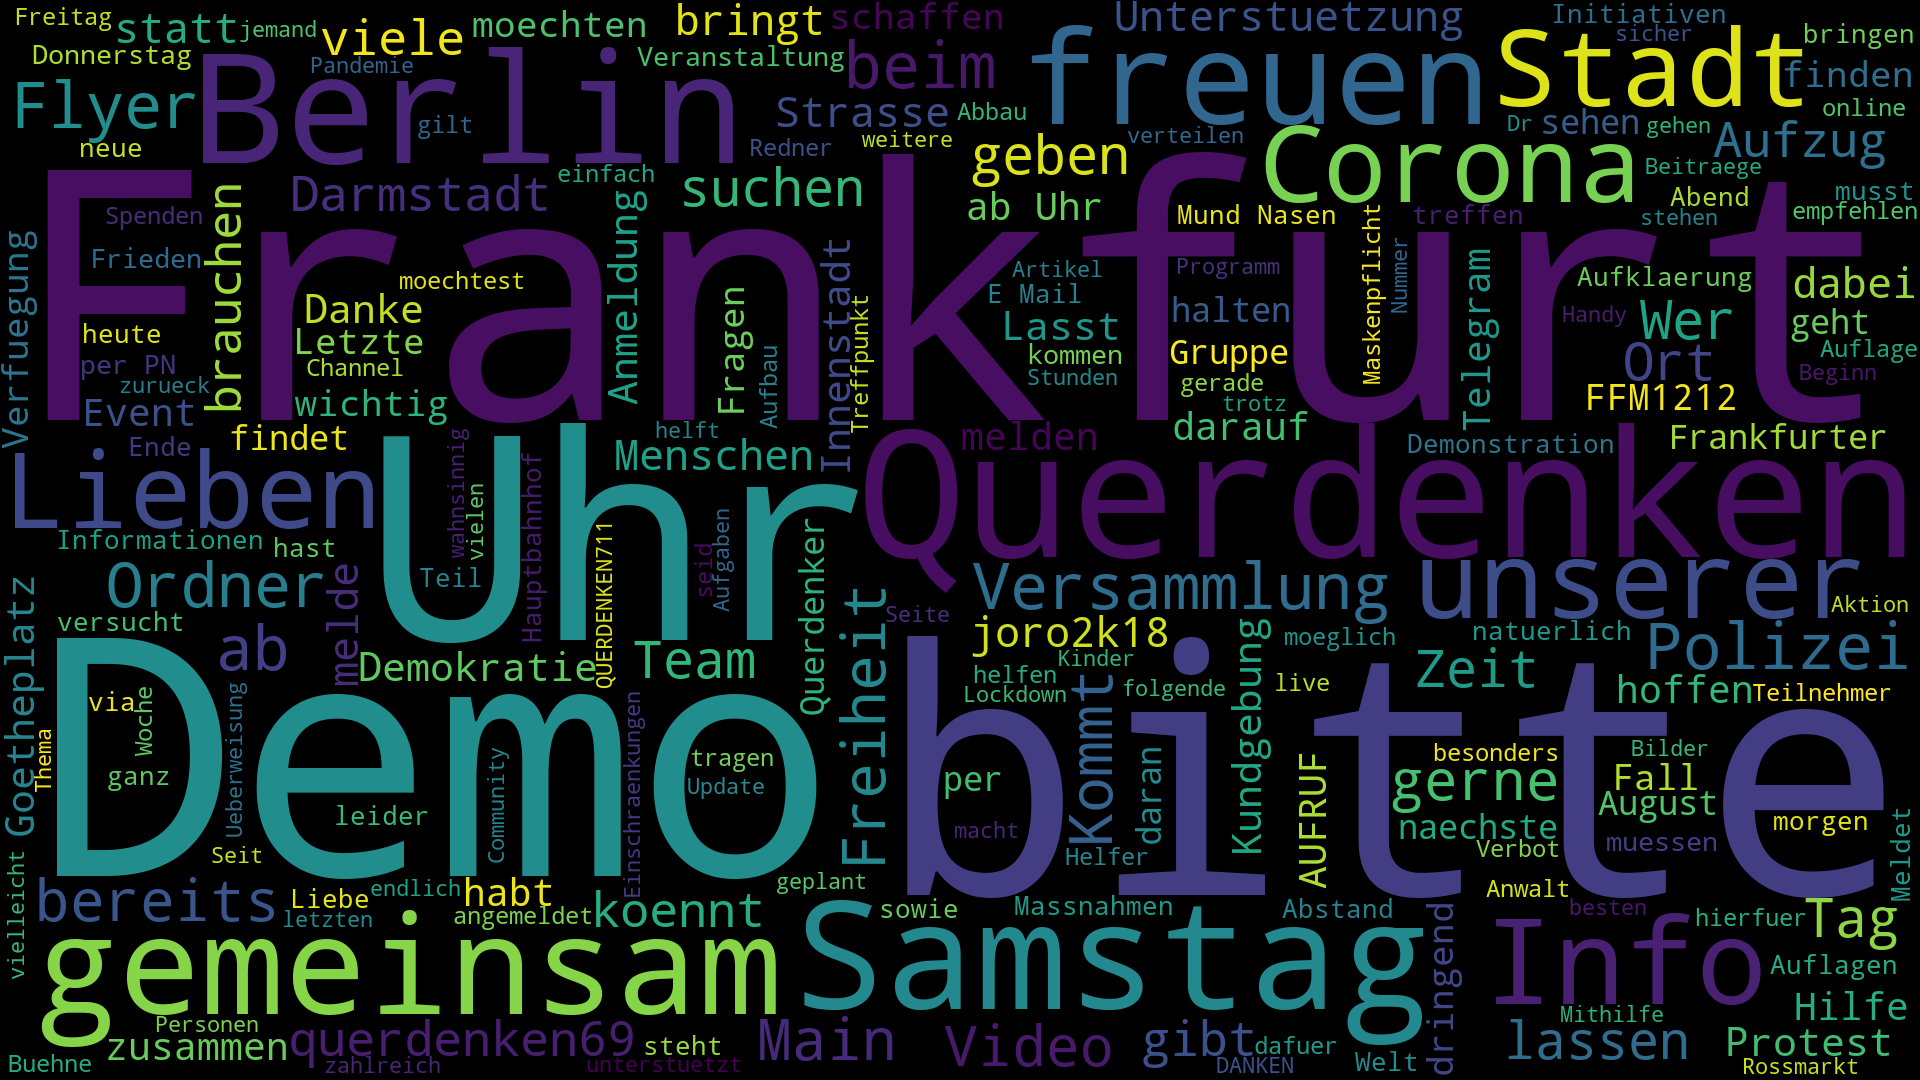 Freitag
statt
jemand
viele
moechten
bringt
schaffen
Unterstuetzung
Initiativen
sicher
bringen
Donnerstag
Pandemie
Veranstaltung
beim
freuen
Stadt
finden
Flyer
Berlin
gilt
Strasse
Abbau
weitere
verteilen
Dr
sehen
gehen
online
neue
Redner
geben
Corona
Beitraege
Aufzug
Darmstadt
einfach
suchen
ab Uhr
Mund Nasen
treffen
Abend
stehen
musst
empfehlen
Spenden
Frieden
brauchen
Frankfurt
Verfuegung
moechtest
Anmeldung
Innenstadt
Artikel
E Mail
Programm
Maskenpflicht
Nummer
Telegram
Aufklaerung
dabei
heute
Danke
Letzte
Channel
Fragen
Aufbau
Treffpunkt
Lasst
kommen
Stunden
halten
Gruppe
gerade
trotz
Handy
Wer
geht
Ort
Auflage
Beginn
per PN
zurueck
Event
wichtig
darauf
FFM1212
Ende
findet
helft
melden
Demonstration
Frankfurter
Lieben
Uhr
Menschen
Querdenken
wahnsinnig
vielen
Hauptbahnhof
Informationen
hast
Teil
QUERDENKEN711
seid
Aufgaben
Querdenker
Ordner
melde
Versammlung
unserer
Goetheplatz
versucht
ab
Freiheit
Seite
Aktion
joro2k18
Kundgebung
moeglich
natuerlich
Polizei
Demokratie
Team
Kinder
helfen
Lockdown
folgende
live
Zeit
hoffen
Teilnehmer
Demo
bitte
via
Woche
Ueberweisung
Thema
ganz
Einschraenkungen
Community
tragen
Update
leider
per
Kommt
daran
macht
Helfer
AUFRUF
besonders
gerne
Bilder
Fall
August
naechste
Verbot
muessen
morgen
Meldet
Seit
vielleicht
bereits
Liebe
endlich
letzten
habt
angemeldet
koennt
geplant
sowie
Massnahmen
Abstand
Anwalt
besten
hierfuer
Tag
gemeinsam
Samstag
dringend
Info
Auflagen
Personen
Mithilfe
Hilfe
Buehne
zusammen
querdenken69
zahlreich
steht
unterstuetzt
Main
Video
gibt
dafuer
DANKEN
Welt
lassen
Protest
Rossmarkt